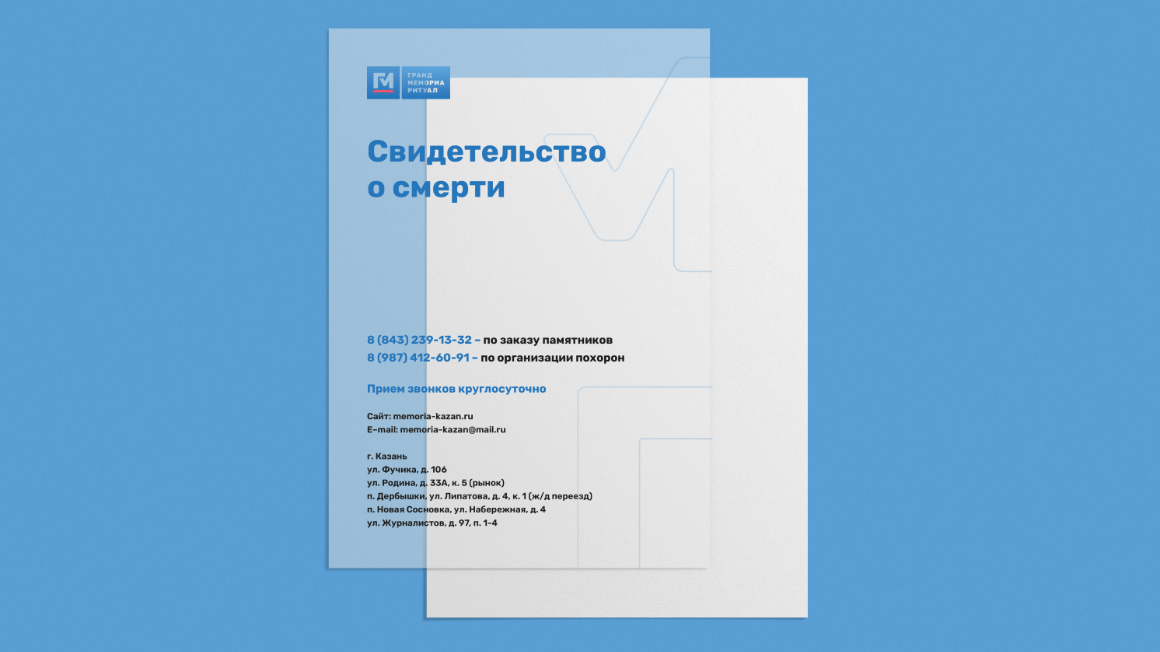 ГМ
ГРАНД
МЕМОРИА
РИТУАЛ
Свидетельство
о смерти
8 (843) 239-13-32 – по заказу памятников
8 (987) 412-60-91 – по организации похорон
Прием звонков круглосуточно
Сайт: memoria-kazan.ru
E-mail: memoria-kazan@mail.ru
г. Казань
ул. Фучика, д. 106
ул. Родина, д. 33А, к. 5 (рынок)
п. Дербышки, ул. Липатова, д. 4, к. 1 (ж/д переезд)
п. Новая Сосновка, ул. Набережная, д. 4
ул. Журналистов, д. 97, п. 1-4